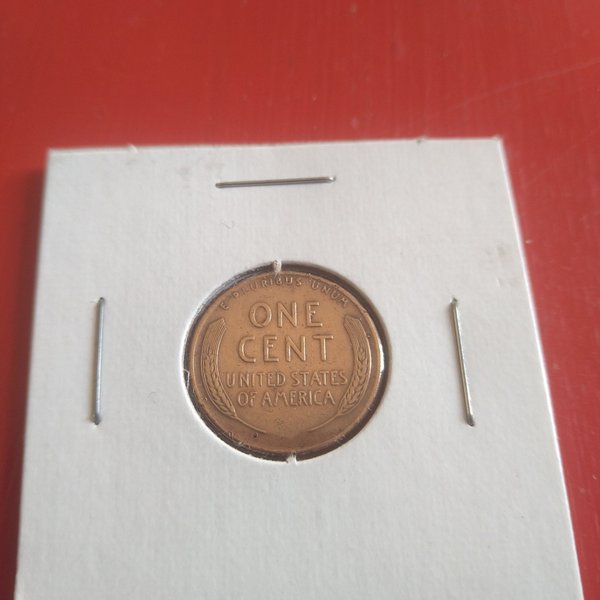 E PLURIBUS UNUM
ONE
CENT
UNITED STATES
OF AMERICA